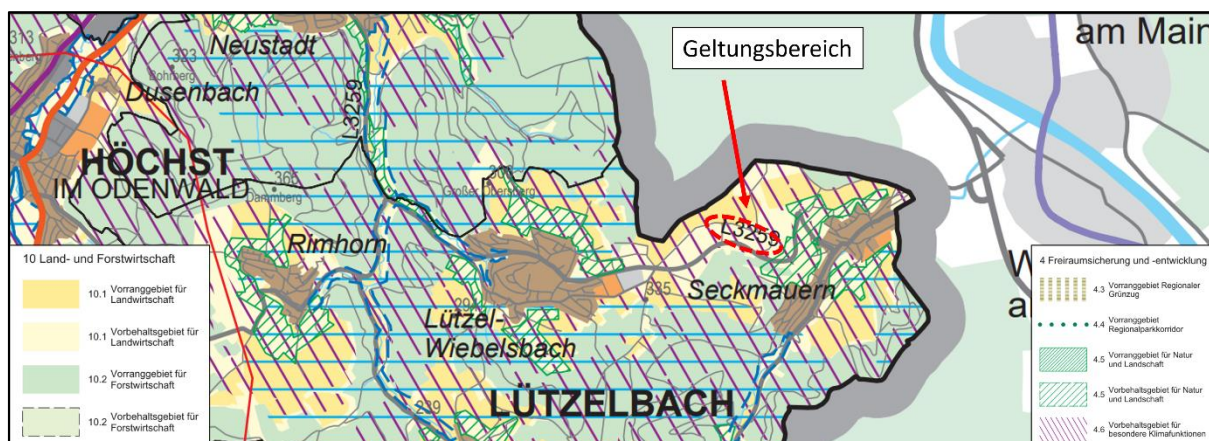 313
Neustadt
323
Dusenbach
L3259
Geltungsbereich
am Main
HÖCHST
IM ODENWALD
366
Dammberg
Großer Obersberg
Rimhorn
L3259
Seckmauern
335
Lützel-
Wiebelsbach
LÜTZELBACH
239
W
10 Land- und Forstwirtschaft
10.1 Vorranggebiet für
Landwirtschaft
10.1 Vorbehaltsgebiet für
Landwirtschaft
10.2 Vorranggebiet für
Forstwirtschaft
10.2 Vorbehaltsgebiet für
Forstwirtschaft
4 Freiraumsicherung und -entwicklung
4.3 Vorranggebiet Regionaler
Grünzug
4.4 Vorranggebiet
Regionalparkkorridor
4.5 Vorranggebiet für Natur
und Landschaft
4.5 Vorbehaltsgebiet für Natur
und Landschaft
4.6 Vorbehaltsgebiet für
besondere Klimafunktionen